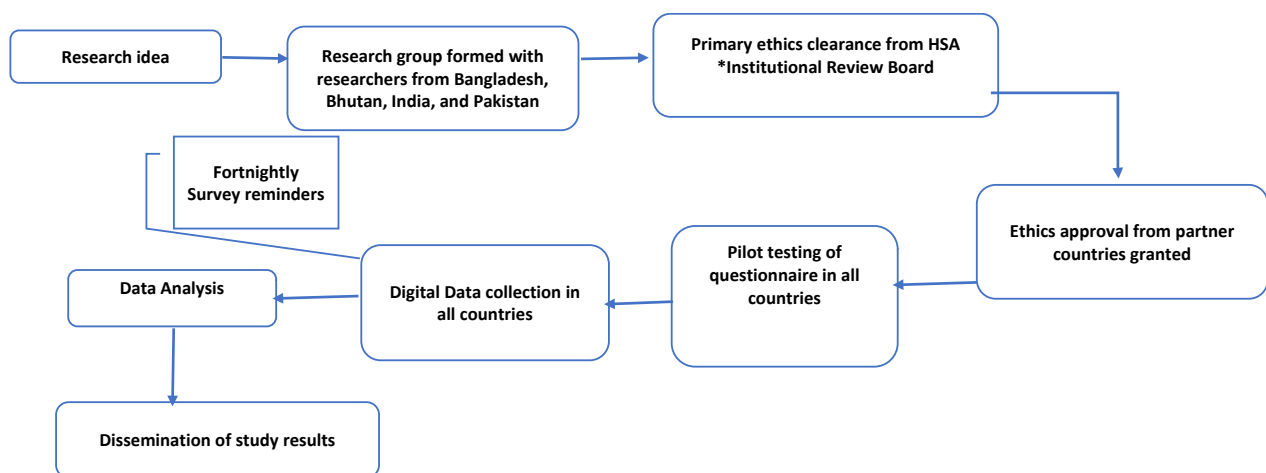 Research idea
Research group formed with
researchers from Bangladesh,
Bhutan, India, and Pakistan
Primary ethics clearance from HSA
*Institutional Review Board
Ethics approval from partner
countries granted
Pilot testing of
questionnaire in all
countries
Digital Data collection in
all countries
Fortnightly
Survey reminders
Data Analysis
Dissemination of study results